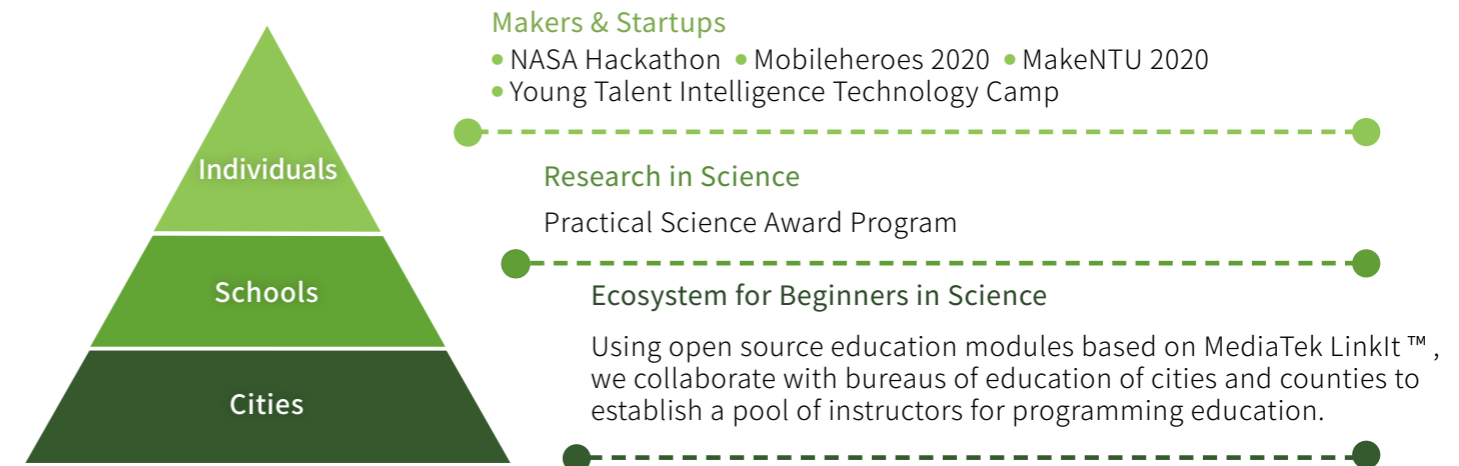 Makers & Startups
• NASA Hackathon • Mobileheroes 2020 • MakeNTU 2020
• Young Talent Intelligence Technology Camp
Individuals
Research in Science
Practical Science Award Program
Schools
Ecosystem for Beginners in Science
Using open source education modules based on MediaTek LinkIt ™ ,
we collaborate with bureaus of education of cities and counties to
establish a pool of instructors for programming education.
Cities